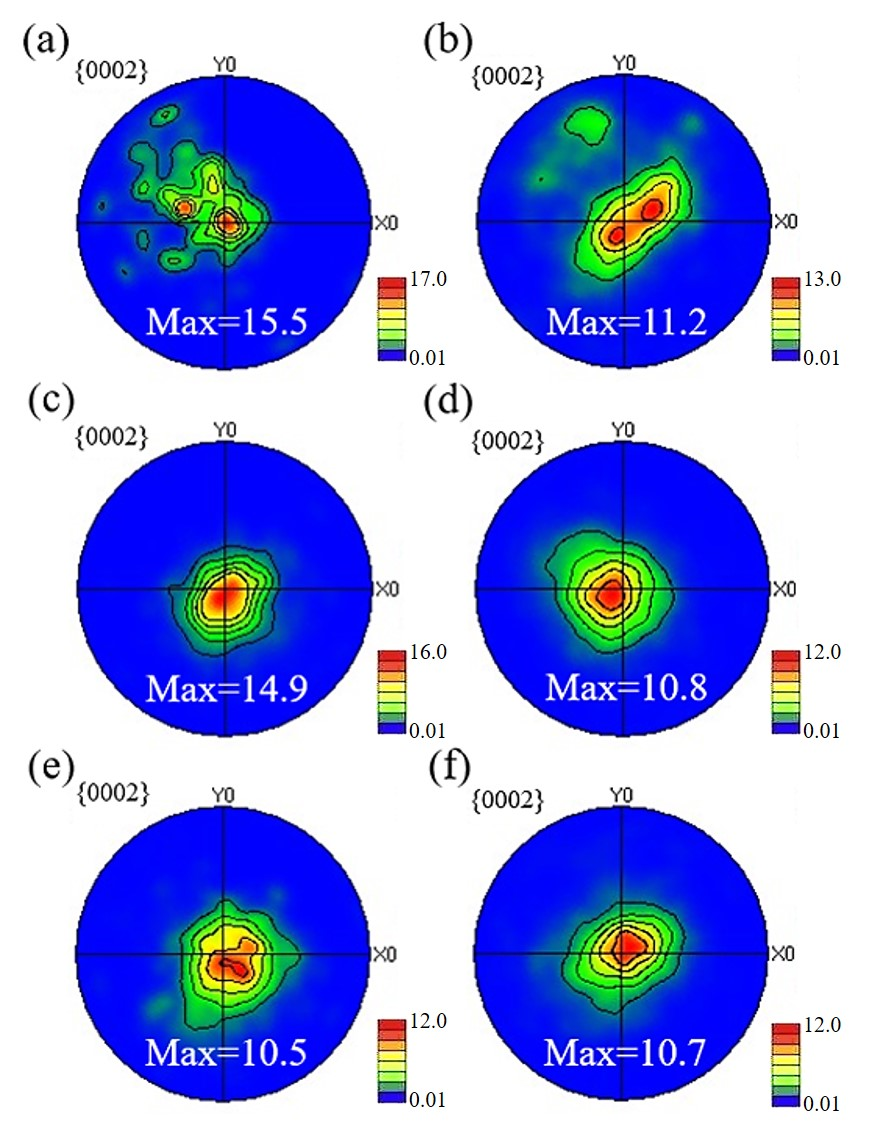 (a)
{0002}
Y0
X0
17.0
0.01
Max=15.5
(b)
{0002}
Y0
X0
13.0
0.01
Max=11.2
(c)
{0002}
Y0
X0
16.0
0.01
Max=14.9
(d)
{0002}
Y0
X0
12.0
0.01
Max=10.8
(e)
{0002}
Y0
X0
12.0
0.01
Max=10.5
(f)
{0002}
Y0
X0
12.0
0.01
Max=10.7